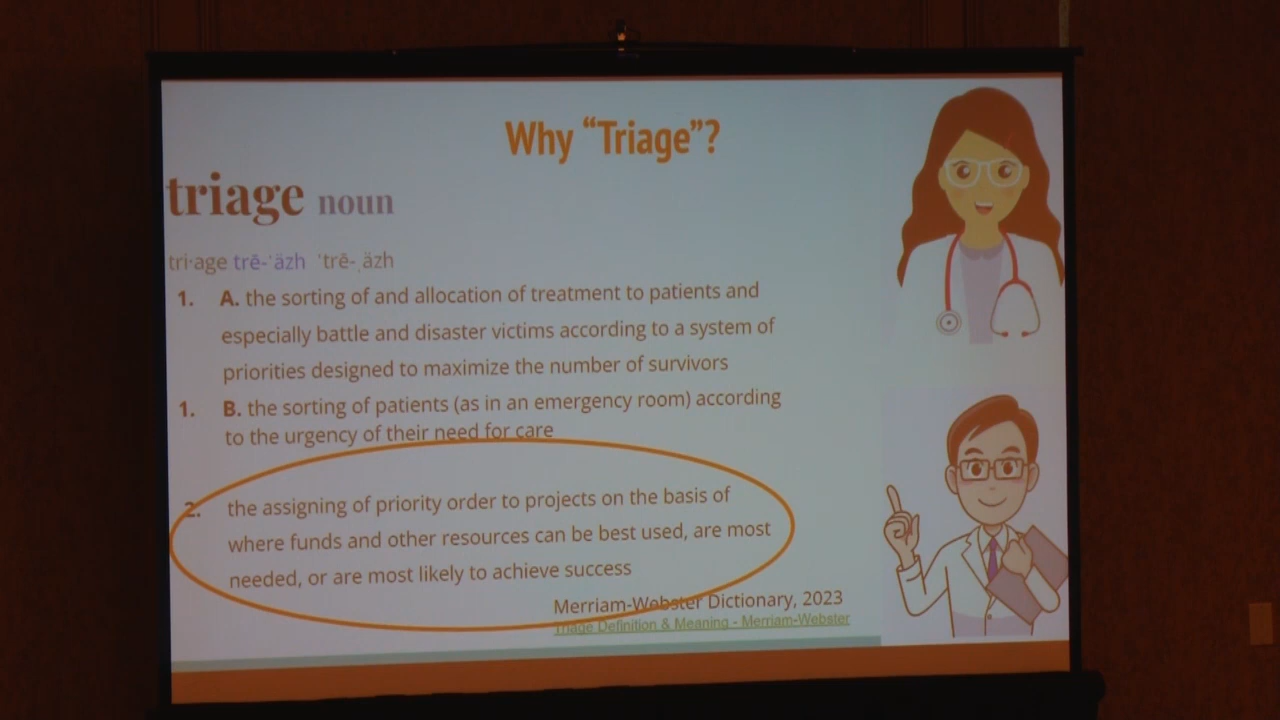 Why “Triage”?
triage noun
tri·age trē-ˈäzh ˈtrē-ˌäzh
1. A. the sorting of and allocation of treatment to patients and
especially battle and disaster victims according to a system of
priorities designed to maximize the number of survivors
1. B. the sorting of patients (as in an emergency room) according
to the urgency of their need for care
2. the assigning of priority order to projects on the basis of
where funds and other resources can be best used, are most
needed, or are most likely to achieve success
Merriam-Webster Dictionary, 2023
Triage Definition & Meaning - Merriam-Webster